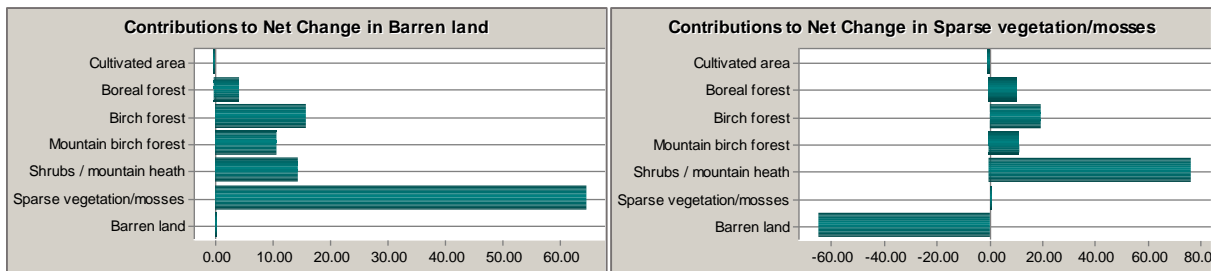 Contributions to Net Change in Barren land
Cultivated area
Boreal forest
Birch forest
Mountain birch forest
Shrubs / mountain heath
Sparse vegetation/mosses
Barren land
0.00 10.00 20.00 30.00 40.00 50.00 60.00
Contributions to Net Change in Sparse vegetation/mosses
Cultivated area
Boreal forest
Birch forest
Mountain birch forest
Shrubs / mountain heath
Sparse vegetation/mosses
Barren land
-60.00 -40.00 -20.00 0.00 20.00 40.00 60.00 80.0